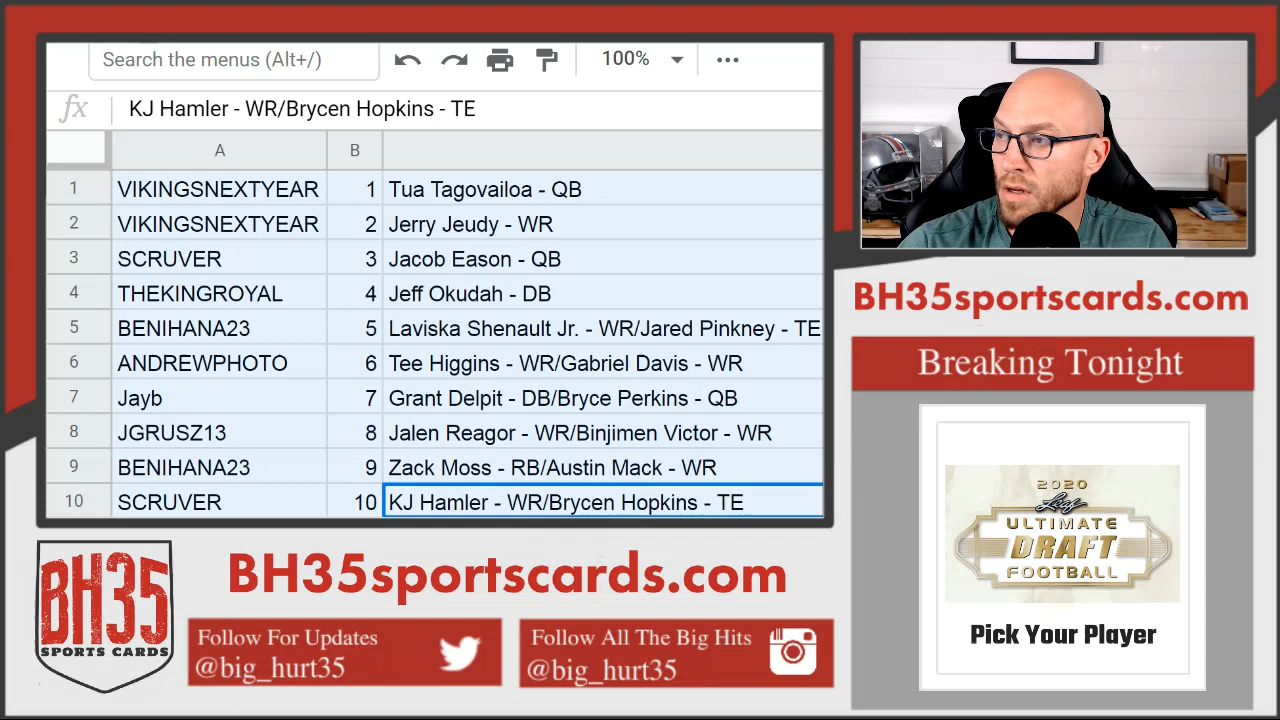 Search the menus (Alt+/)
100%
fx
KJ Hamler - WR/Brycen Hopkins - TE
A B
1 VIKINGSNEXTYEAR 1 Tua Tagovailoa - QB
2 VIKINGSNEXTYEAR 2 Jerry Jeudy - WR
3 SCRUVER 3 Jacob Eason - QB
4 THEKINGROYAL 4 Jeff Okudah - DB
5 BENIHANA23 5 Laviska Shenault Jr. - WR/Jared Pinkney - TE
6 ANDREWPHOTO 6 Tee Higgins - WR/Gabriel Davis - WR
7 Jayb 7 Grant Delpit - DB/Bryce Perkins - QB
8 JGRUSZ13 8 Jalen Reagor - WR/Binjimen Victor - WR
9 BENIHANA23 9 Zack Moss - RB/Austin Mack - WR
10 SCRUVER 10 KJ Hamler - WR/Brycen Hopkins - TE
BH35sportscards.com
Breaking Tonight
2020
Leaf
ULTIMATE
DRAFT
FOOTBALL
Pick Your Player
BH35
SPORTS CARDS
BH35sportscards.com
Follow For Updates
@big_hurt35
Follow All The Big Hits
@big_hurt35